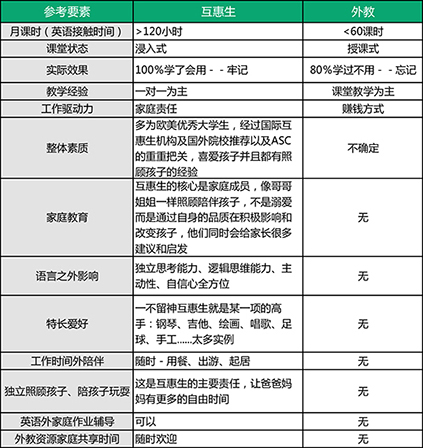 参考要素 互惠生 外教
月课时（英语接触时间） >120小时 <60课时
课堂状态 浸入式 授课式
实际效果 100%学了会用--牢记 80%学过不用--忘记
教学经验 一对一为主 课堂教学为主
工作驱动力 家庭责任 赚钱方式
整体素质 多为欧美优秀大学生，经过国际互
惠生机构及国外院校推荐以及ASC
的重重把关，喜爱孩子并且都有照
顾孩子的经验 不确定
家庭教育 互惠生的核心是家庭成员，像哥哥
姐姐一样照顾陪伴孩子，不是溺爱
而是通过自身的品质在积极影响和
改变孩子，他们同时会给家长很多
建议和启发 无
语言之外影响 独立思考能力、逻辑思维能力、主
动性、自信心全方位 无
特长爱好 一不留神互惠生就是某一项的高
手：钢琴、吉他、绘画、唱歌、足
球、手工......太多实例 无
工作时间外陪伴 随时-用餐、出游、起居 无
独立照顾孩子、陪孩子玩耍 这是互惠生的主要责任，让爸爸妈
妈有更多的自由时间 无
英语外家庭作业辅导 可以 无
外教资源家庭共享时间 随时欢迎 无